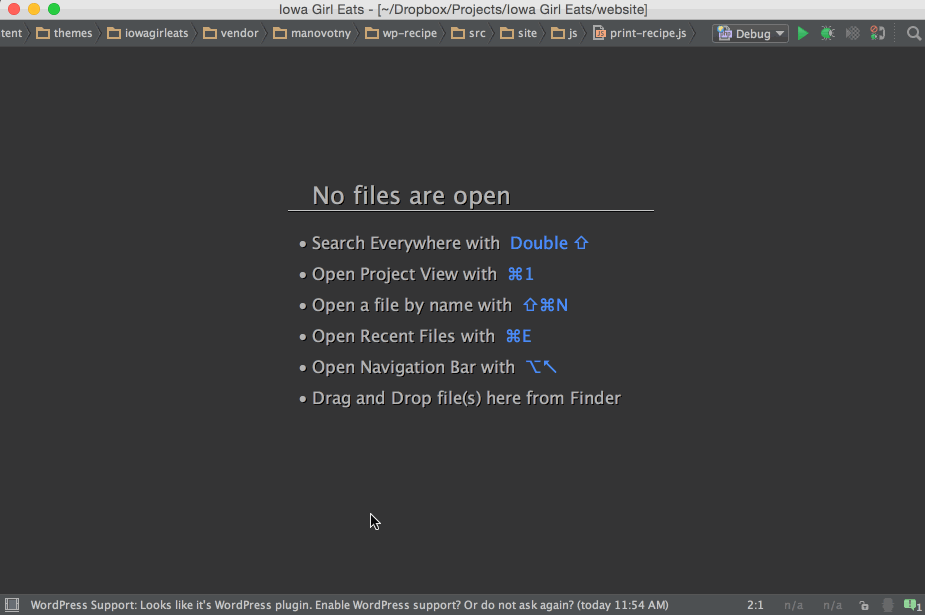 Iowa Girl Eats - [~/Dropbox/Projects/Iowa Girl Eats/website]
tent themes iowagirleats vendor manovotny wp-recipe src site js print-recipe.js Debug
No files are open
• Search Everywhere with Double ⇧
• Open Project View with ⌘1
• Open a file by name with ⇧⌘N
• Open Recent Files with ⌘E
• Open Navigation Bar with ⌥↖
• Drag and Drop file(s) here from Finder
WordPress Support: Looks like it's WordPress plugin. Enable WordPress support? Or do not ask again? (today 11:54 AM) 2:1 n/a n/a 1